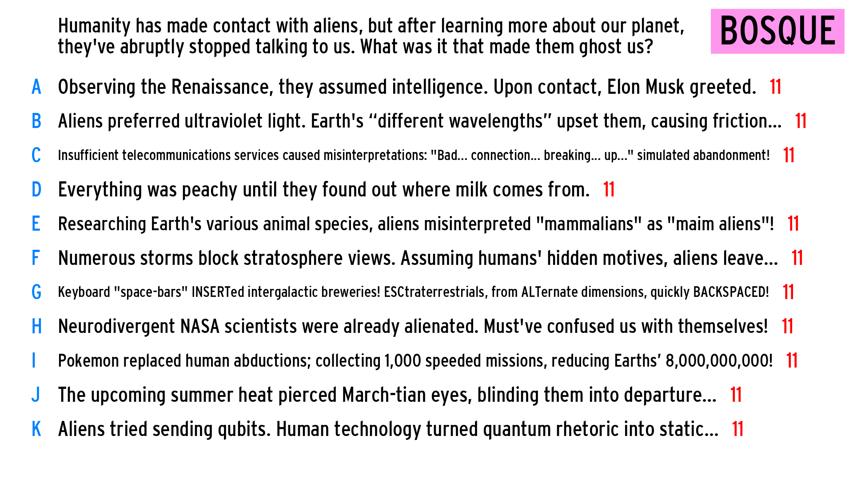 Humanity has made contact with aliens, but after learning more about our planet,
they've abruptly stopped talking to us. What was it that made them ghost us?
BOSQUE
A Observing the Renaissance, they assumed intelligence. Upon contact, Elon Musk greeted. 11
B Aliens preferred ultraviolet light. Earth's “different wavelengths” upset them, causing friction... 11
C Insufficient telecommunications services caused misinterpretations: "Bad... connection... breaking... up..." simulated abandonment! 11
D Everything was peachy until they found out where milk comes from. 11
E Researching Earth's various animal species, aliens misinterpreted "mammalians" as "maim aliens"! 11
F Numerous storms block stratosphere views. Assuming humans' hidden motives, aliens leave... 11
G Keyboard "space-bars" INSERTed intergalactic breweries! ESCtraterrestrials, from ALTernate dimensions, quickly BACKSPACED! 11
H Neurodivergent NASA scientists were already alienated. Must've confused us with themselves! 11
I Pokemon replaced human abductions; collecting 1,000 speeded missions, reducing Earths’ 8,000,000,000! 11
J The upcoming summer heat pierced March-tian eyes, blinding them into departure... 11
K Aliens tried sending qubits. Human technology turned quantum rhetoric into static... 11